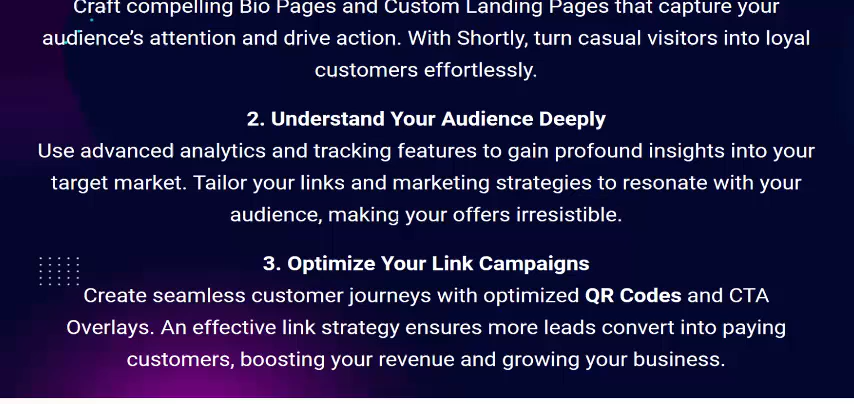 Craft compelling Bio Pages and Custom Landing Pages that capture your
audience’s attention and drive action. With Shortly, turn casual visitors into loyal
customers effortlessly.
2. Understand Your Audience Deeply
Use advanced analytics and tracking features to gain profound insights into your
target market. Tailor your links and marketing strategies to resonate with your
audience, making your offers irresistible.
3. Optimize Your Link Campaigns
Create seamless customer journeys with optimized QR Codes and CTA
Overlays. An effective link strategy ensures more leads convert into paying
customers, boosting your revenue and growing your business.